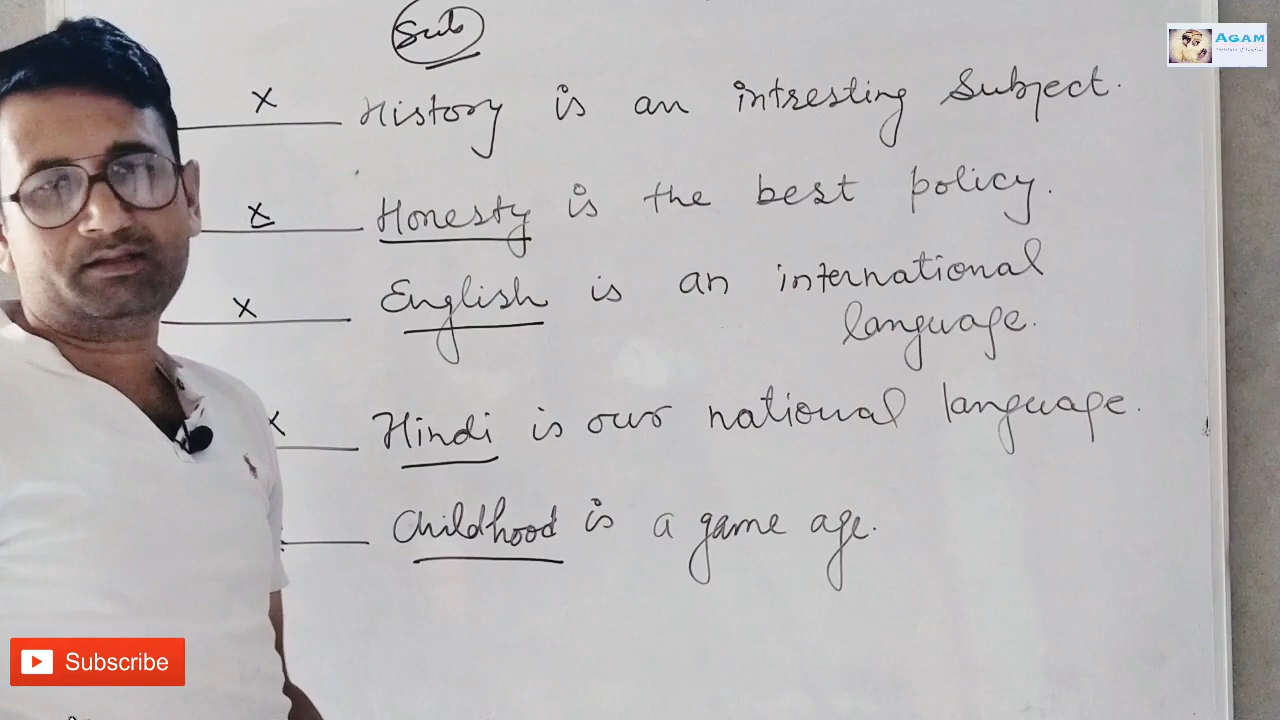 Sub
AGAM
x History is an intresting Subject.
x Honesty is the best policy.
x English is an international
language.
x Hindi is our national language.
Childhood is a game age.
Subscribe